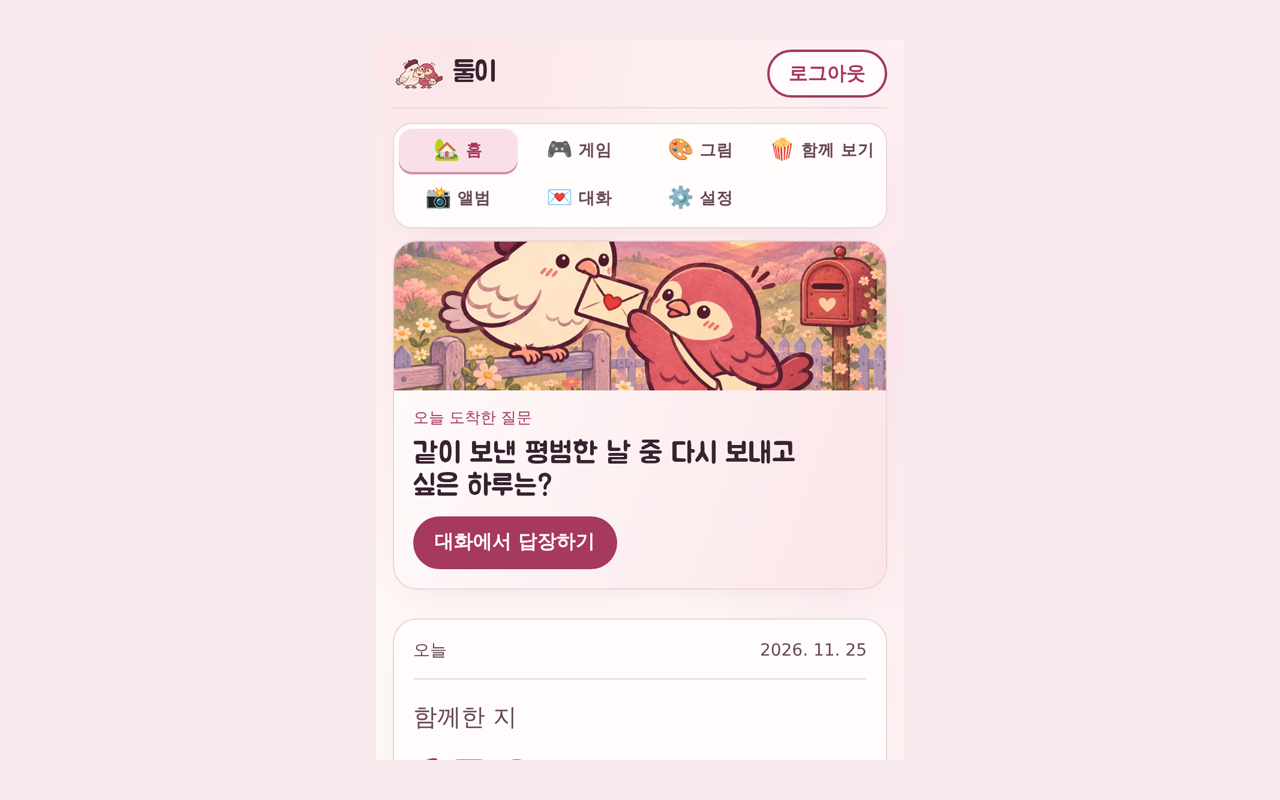 둘이
로그아웃
홈
게임
그림
함께 보기
앨범
대화
설정
오늘 도착한 질문
같이 보낸 평범한 날 중 다시 보내고
싶은 하루는?
대화에서 답장하기
오늘
2026. 11. 25
함께한 지